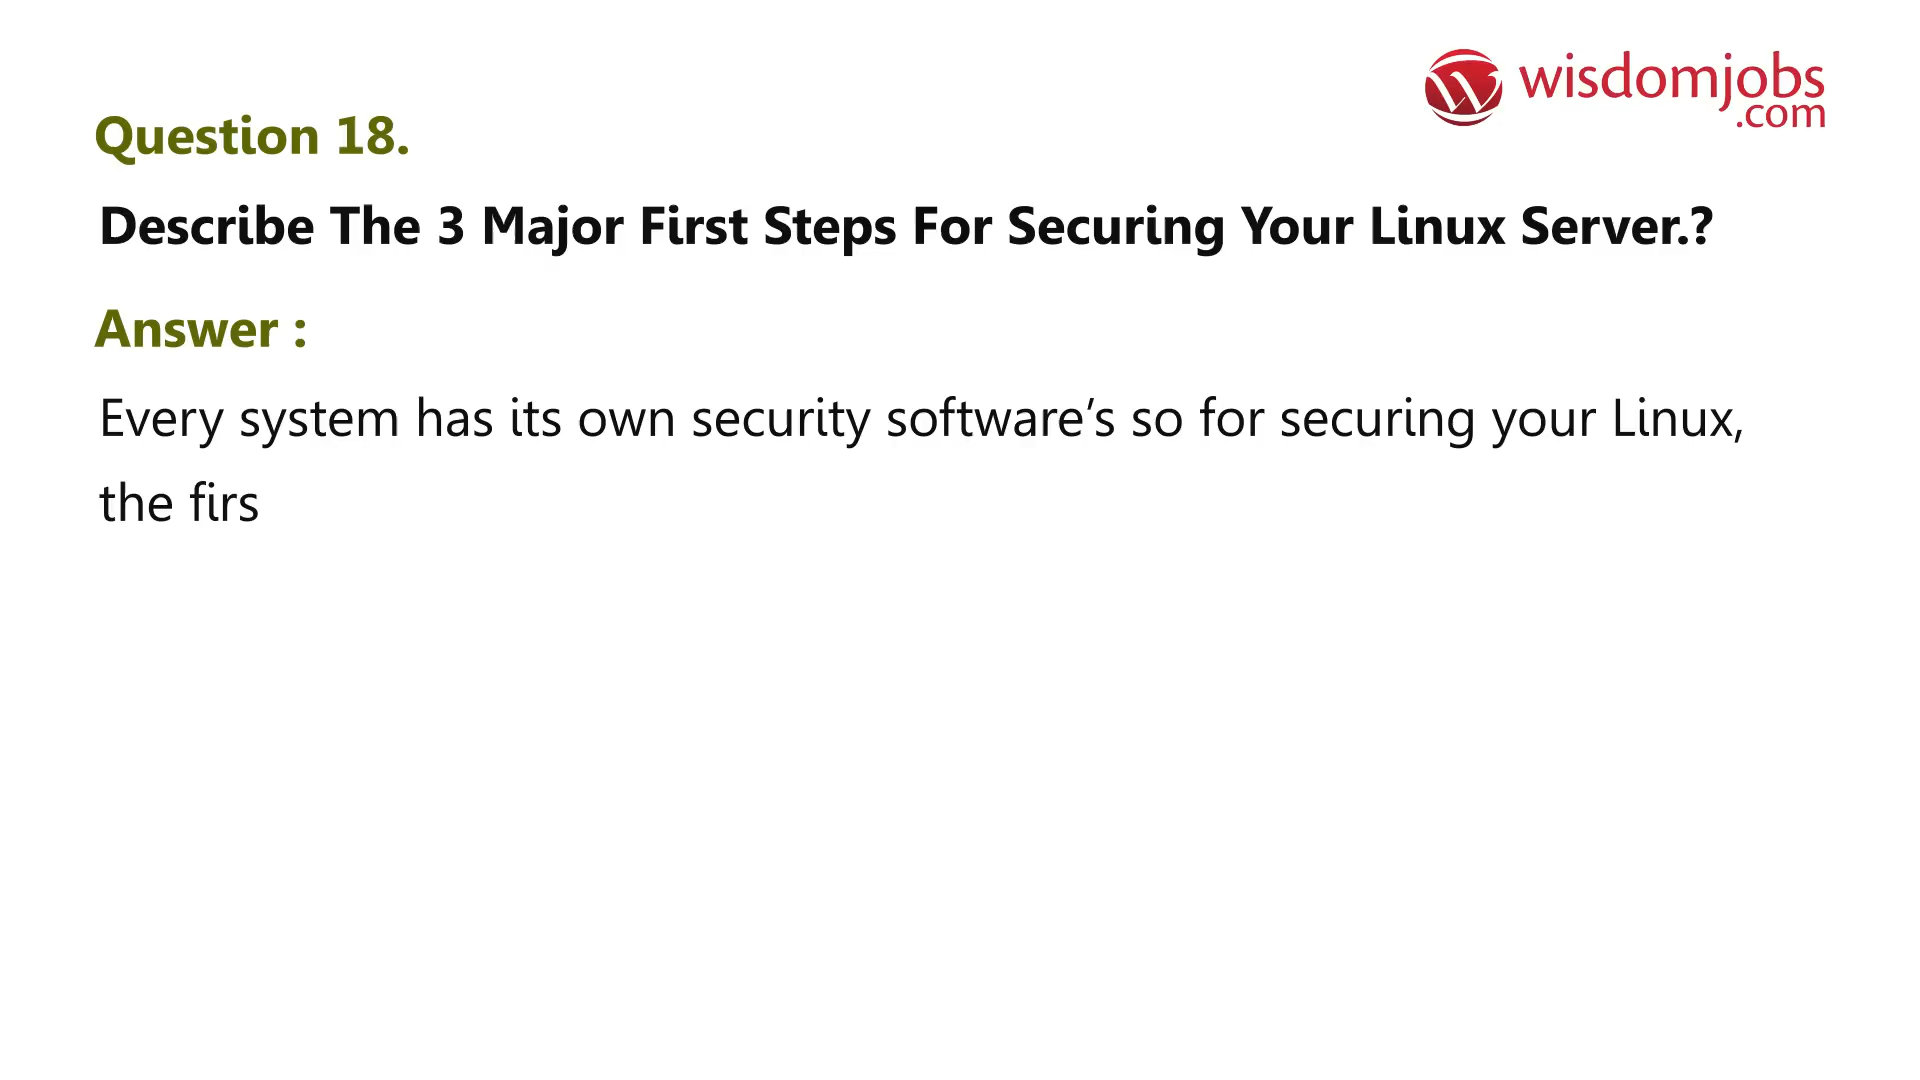 wisdomjobs
.com
Question 18.
Describe The 3 Major First Steps For Securing Your Linux Server.?
Answer :
Every system has its own security software’s so for securing your Linux,
the firs